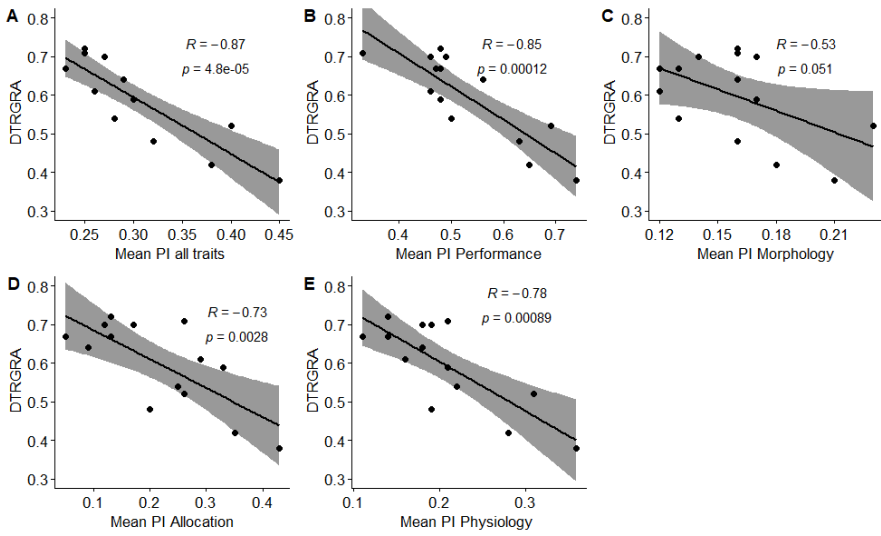 A
B
C
DTRGRA
0.8
0.7
0.6
0.5
0.4
0.3
R = −0.87
p = 4.8e-05
0.25 0.30 0.35 0.40 0.45
Mean PI all traits
DTRGRA
0.8
0.7
0.6
0.5
0.4
0.3
R = −0.85
p = 0.00012
0.4 0.5 0.6 0.7
Mean PI Performance
DTRGRA
0.8
0.7
0.6
0.5
0.4
0.3
R = −0.53
p = 0.051
0.12 0.15 0.18 0.21
Mean PI Morphology
D
E
DTRGRA
0.8
0.7
0.6
0.5
0.4
0.3
R = −0.73
p = 0.0028
0.1 0.2 0.3 0.4
Mean PI Allocation
DTRGRA
0.8
0.7
0.6
0.5
0.4
0.3
R = −0.78
p = 0.00089
0.1 0.2 0.3
Mean PI Physiology